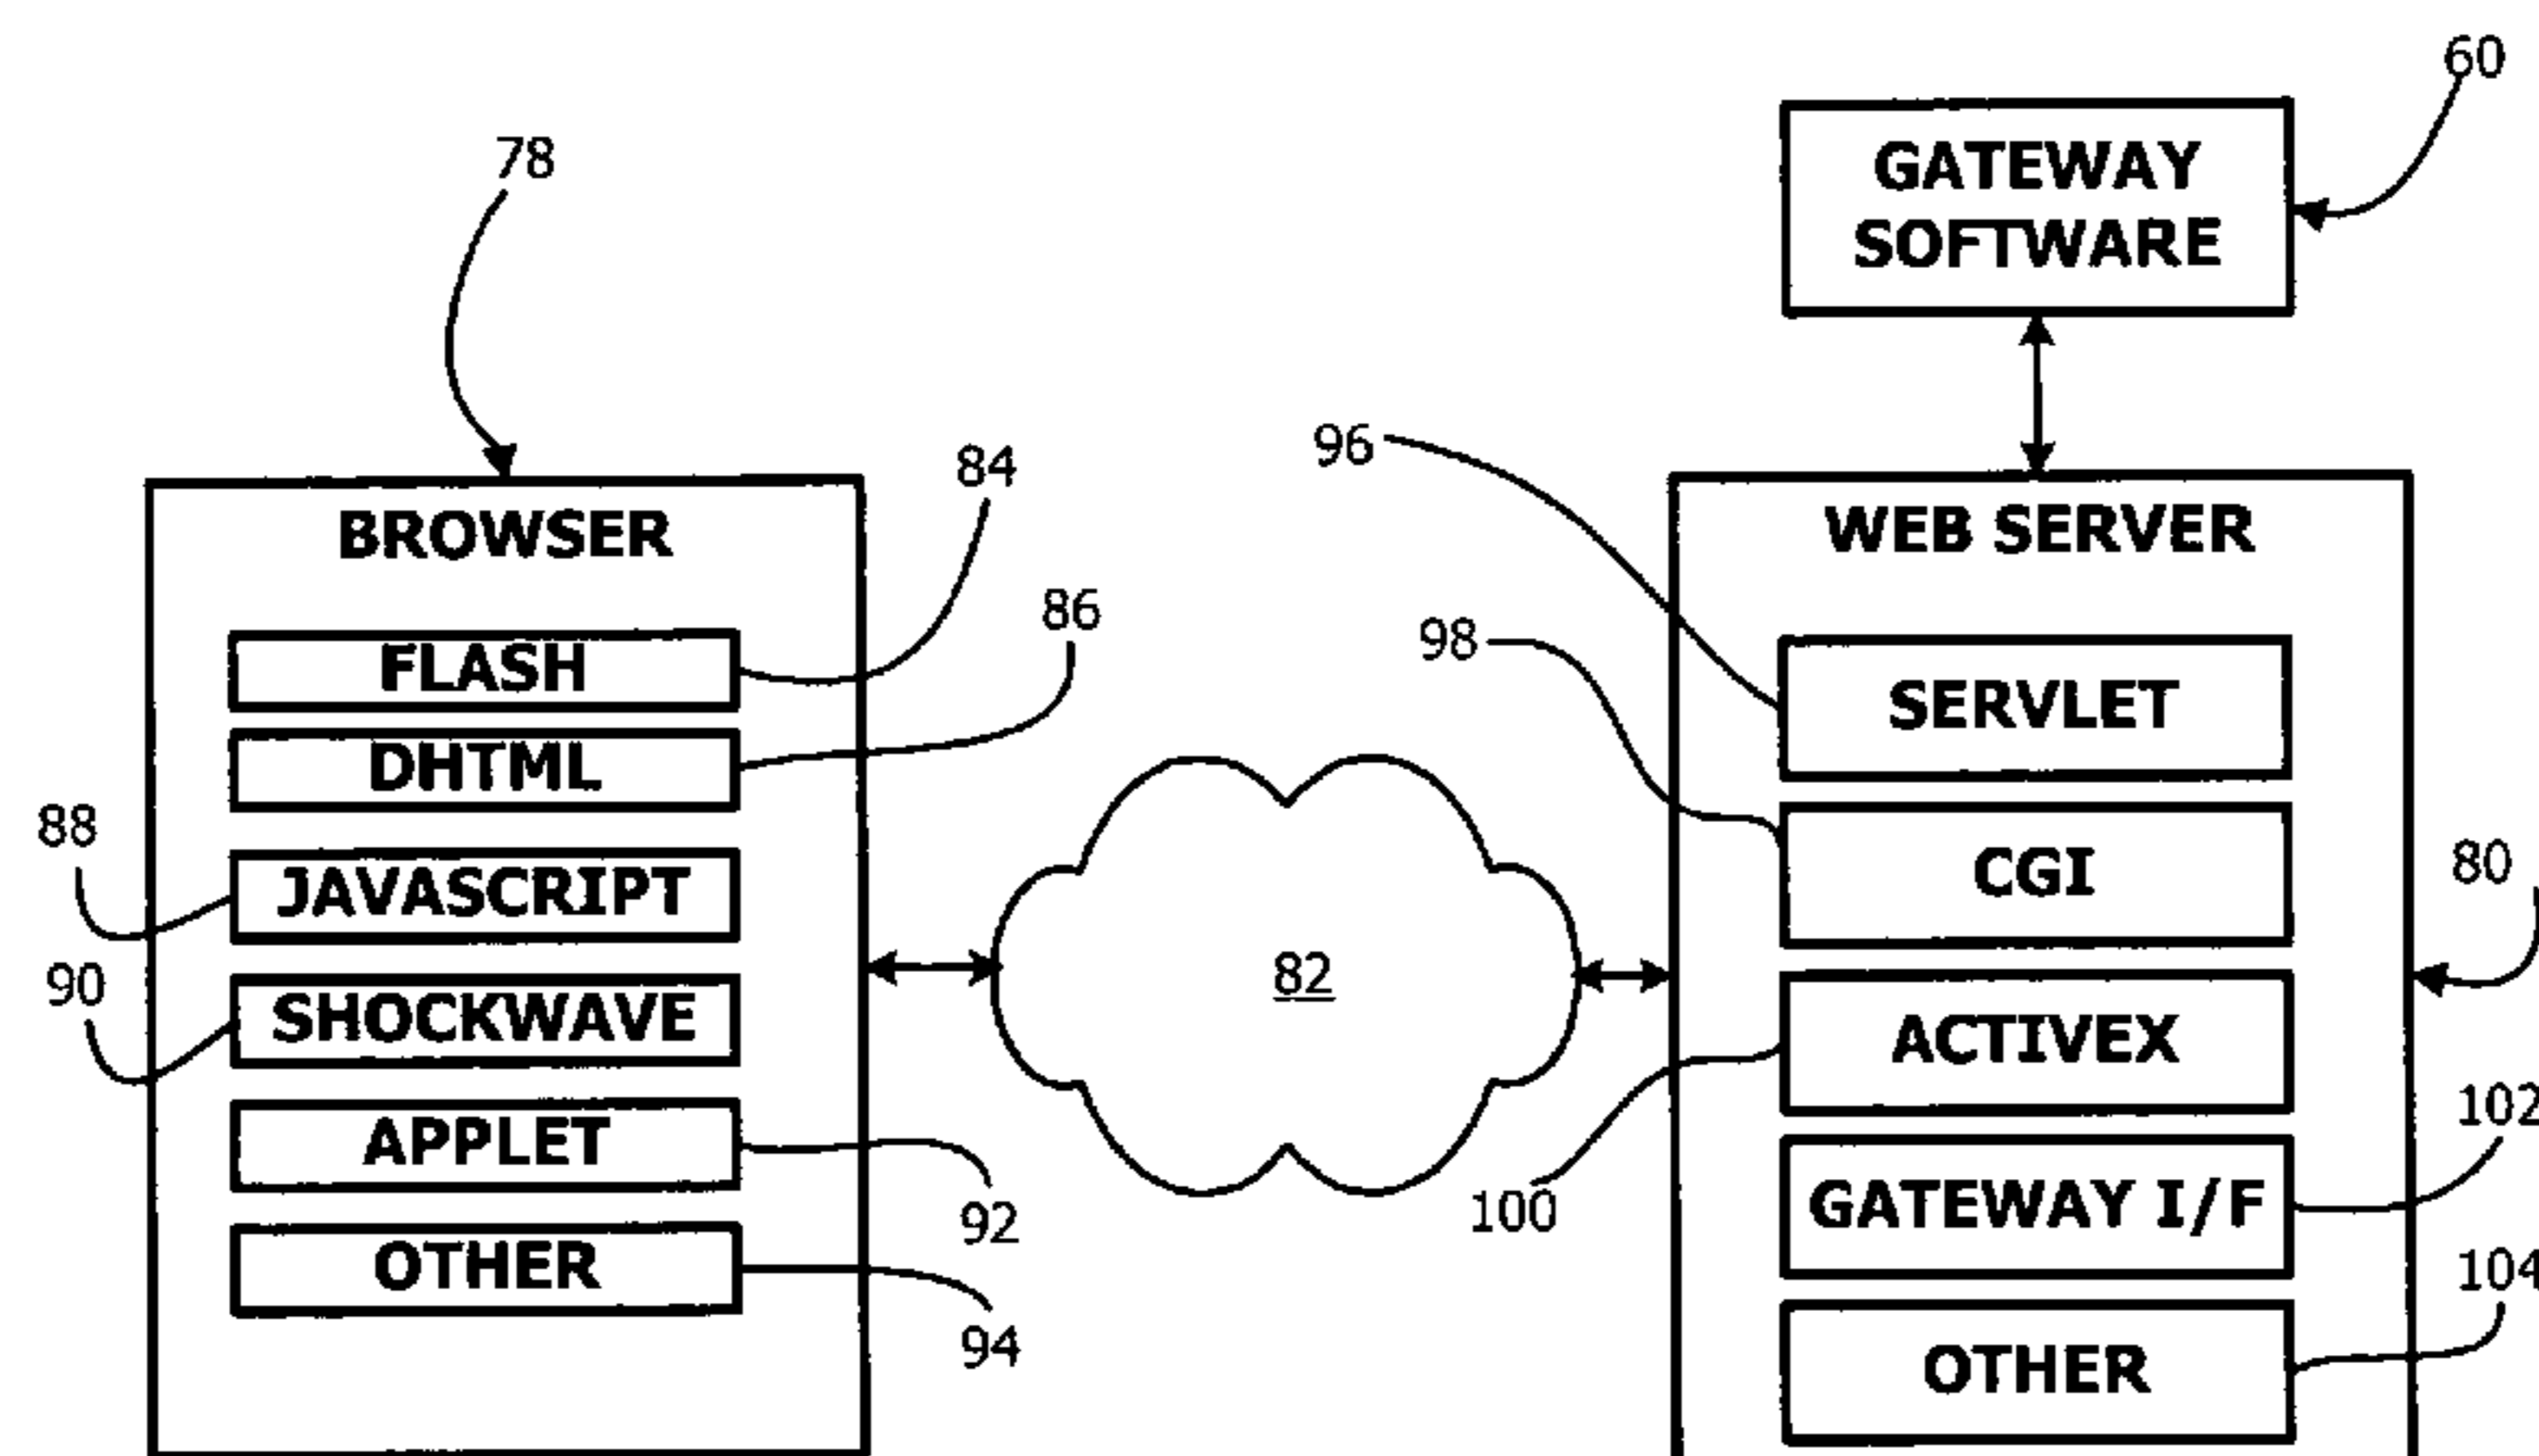 60
GATEWAY
SOFTWARE
78
BROWSER
84
FLASH
86
DHTML
88
JAVASCRIPT
90
SHOCKWAVE
APPLET
92
OTHER
94
82
96
WEB SERVER
98
SERVLET
CGI
80
ACTIVEX
100
102
GATEWAY I/F
104
OTHER